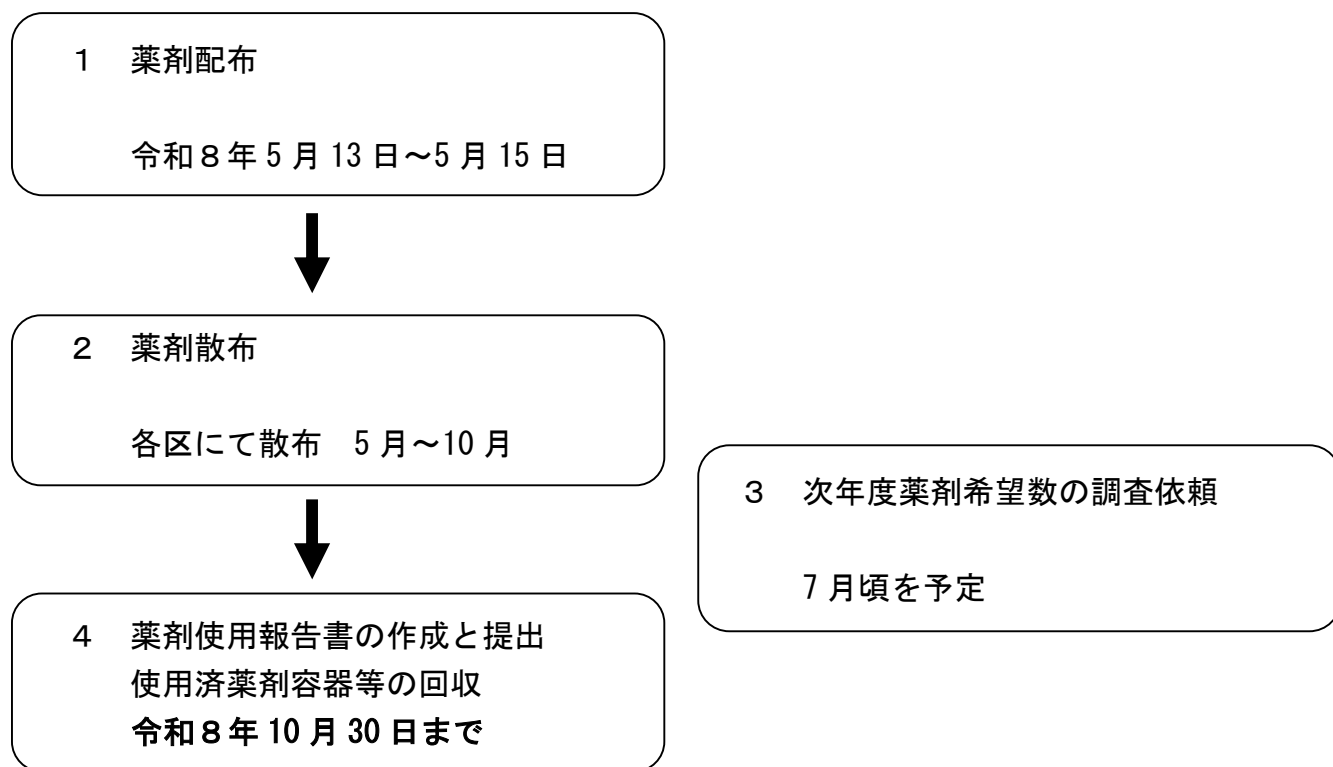 １　薬剤配布
令和８年 5 月 13 日～5 月 15 日
２　薬剤散布
各区にて散布　5 月～10 月
３　次年度薬剤希望数の調査依頼
7 月頃を予定
４　薬剤使用報告書の作成と提出
使用済薬剤容器等の回収
令和８年 10 月 30 日まで